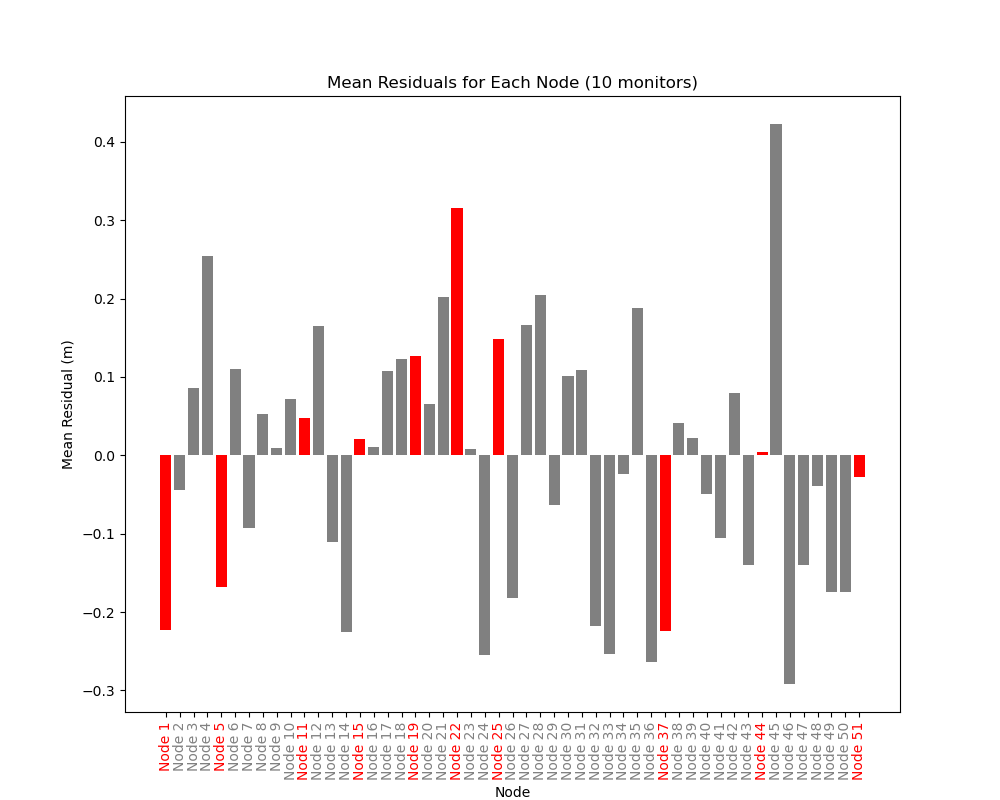 Mean Residuals for Each Node (10 monitors)
Mean Residual (m)
0.4
0.3
0.2
0.1
0.0
−0.1
−0.2
−0.3
Node 1
Node 2
Node 3
Node 4
Node 5
Node 6
Node 7
Node 8
Node 9
Node 10
Node 11
Node 12
Node 13
Node 14
Node 15
Node 16
Node 17
Node 18
Node 19
Node 20
Node 21
Node 22
Node 23
Node 24
Node 25
Node 26
Node 27
Node 28
Node 29
Node 30
Node 31
Node 32
Node 33
Node 34
Node 35
Node 36
Node 37
Node 38
Node 39
Node 40
Node 41
Node 42
Node 43
Node 44
Node 45
Node 46
Node 47
Node 48
Node 49
Node 50
Node 51
Node